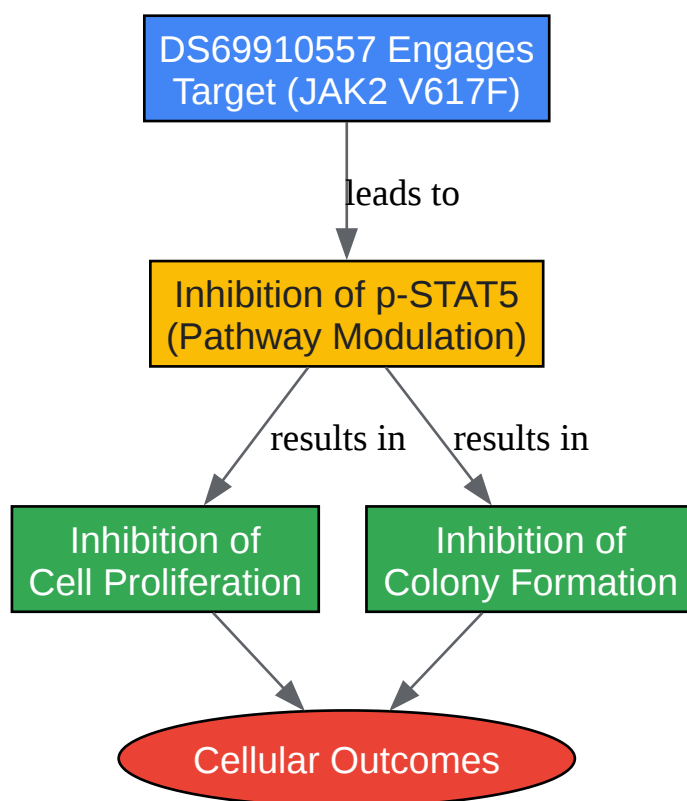 DS69910557 Engages
Target (JAK2 V617F)
leads to
Inhibition of p-STAT5
(Pathway Modulation)
results in
results in
Inhibition of
Cell Proliferation
Inhibition of
Colony Formation
Cellular Outcomes